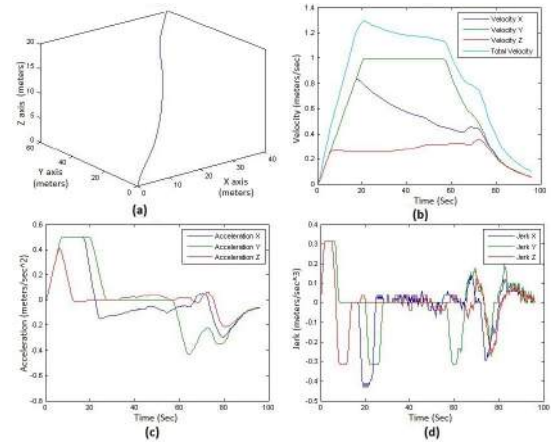 20
15
10
5
0
Z axis (meters)
60
40
20
0
Y axis
(meters)
0
10
20
30
40
X axis
(meters)
(a)
1.4
1.2
1
0.8
0.6
0.4
0.2
0
Velocity (meters/sec)
Velocity X
Velocity Y
Velocity Z
Total Velocity
0 20 40 60 80 100
Time (Sec)
(b)
0.6
0.4
0.2
0
-0.2
-0.4
-0.6
Acceleration (meters/sec^2)
Acceleration X
Acceleration Y
Acceleration Z
0 20 40 60 80 100
Time (Sec)
(c)
0.4
0.3
0.2
0.1
0
-0.1
-0.2
-0.3
-0.4
-0.5
Jerk (meters/sec^3)
Jerk X
Jerk Y
Jerk Z
0 20 40 60 80 100
Time (Sec)
(d)